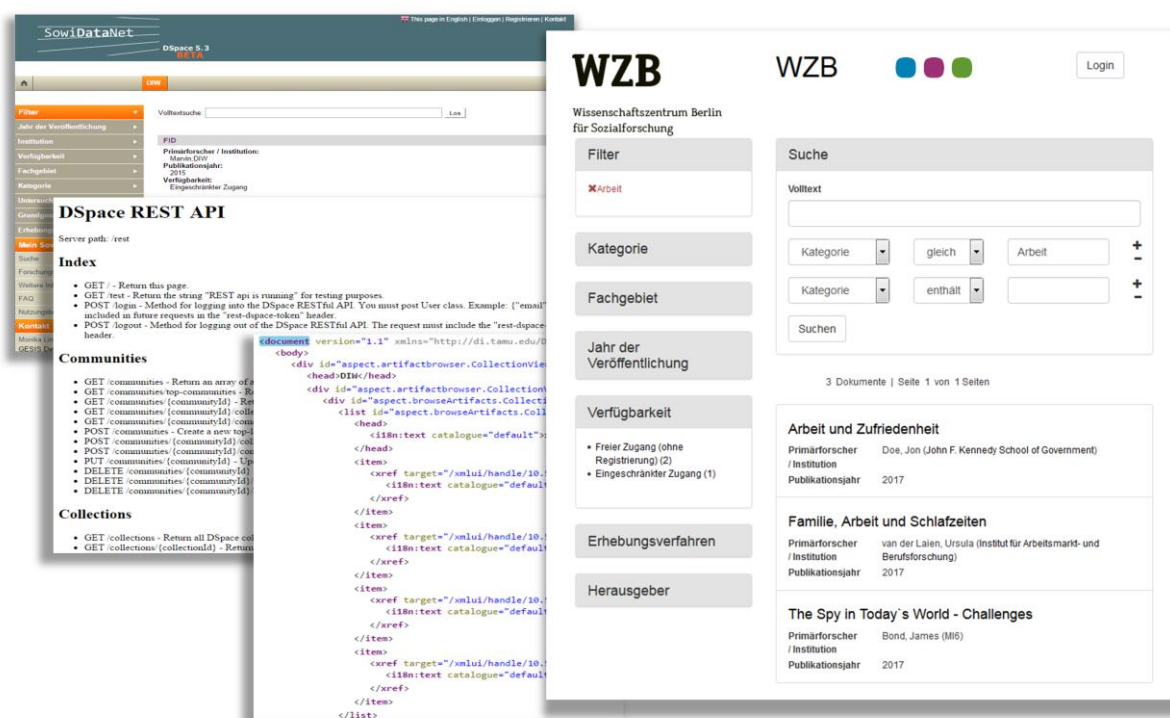 SowiDataNet
This page in English | Einloggen | Registrieren | Kontakt
DSpace 5.3
BETA
DIW
Filter
Jahr der Veröffentlichung
Institution
Verfügbarkeit
Fachgebiet
Kategorie
Volltextsuche:
Los
FID
Primärforscher / Institution:
Marvin;DIW
Publikationsjahr:
2015
Verfügbarkeit:
Eingeschränkter Zugang
Suche
FAQ
Kontakt
DSpace REST API
Server path: /rest
Index
• GET / - Return this page.
• GET /test - Return the string "REST api is running" for testing purposes.
• POST /login - Method for logging into the DSpace RESTful API. You must post User class. Example: {"email"
included in future requests in the "rest-dspace-token" header.
• POST /logout - Method for logging out of the DSpace RESTful API. The request must include the "rest-dspace-
header.
Communities
• GET /communities - Return an array of
• GET /communities/top-communities -
• GET /communities/{communityId} -
• GET /communities/{communityId}/
• GET /communities/{communityId}/
• POST /communities - Create a new
• POST /communities/{communityId}/
• POST /communities/{communityId}/
• PUT /communities/{communityId} -
• DELETE /communities/{communityId}
• DELETE /communities/{communityId}/
• DELETE /communities/{communityId}/
Collections
• GET /collections - Return all DSpace
• GET /collections/{collectionId} -
<document version="1.1" xmlns="http://di.tamu.edu/D
<body>
<div id="aspect.artifactbrowser.CollectionVie
<head>DIW</head>
<div id="aspect.artifactbrowser.Collection
<div id="aspect.browseArtifacts.Collecti
<list id="aspect.browseArtifacts.Coll
<head>
<i18n:text catalogue="default">
</head>
<item>
<xref target="/xmlui/handle/10.
<i18n:text catalogue="defaul
</xref>
</item>
<item>
<xref target="/xmlui/handle/10.
<i18n:text catalogue="defaul
</xref>
</item>
<item>
<xref target="/xmlui/handle/10.
<i18n:text catalogue="defaul
</xref>
</item>
<item>
<xref target="/xmlui/handle/10.
<i18n:text catalogue="defaul
</xref>
</item>
</list>
WZB
Wissenschaftszentrum Berlin
für Sozialforschung
WZB
Login
Filter
✖Arbeit
Kategorie
Fachgebiet
Jahr der
Veröffentlichung
Verfügbarkeit
• Freier Zugang (ohne
Registrierung) (2)
• Eingeschränkter Zugang (1)
Erhebungsverfahren
Herausgeber
Suche
Volltext
Kategorie gleich Arbeit + -
Kategorie enthält + -
Suchen
3 Dokumente | Seite 1 von 1 Seiten
Arbeit und Zufriedenheit
Primärforscher Doe, Jon (John F. Kennedy School of Government)
/ Institution
Publikationsjahr 2017
Familie, Arbeit und Schlafzeiten
Primärforscher van der Laien, Ursula (Institut für Arbeitsmarkt- und
/ Institution Berufsforschung)
Publikationsjahr 2017
The Spy in Today`s World - Challenges
Primärforscher Bond, James (MI6)
/ Institution
Publikationsjahr 2017